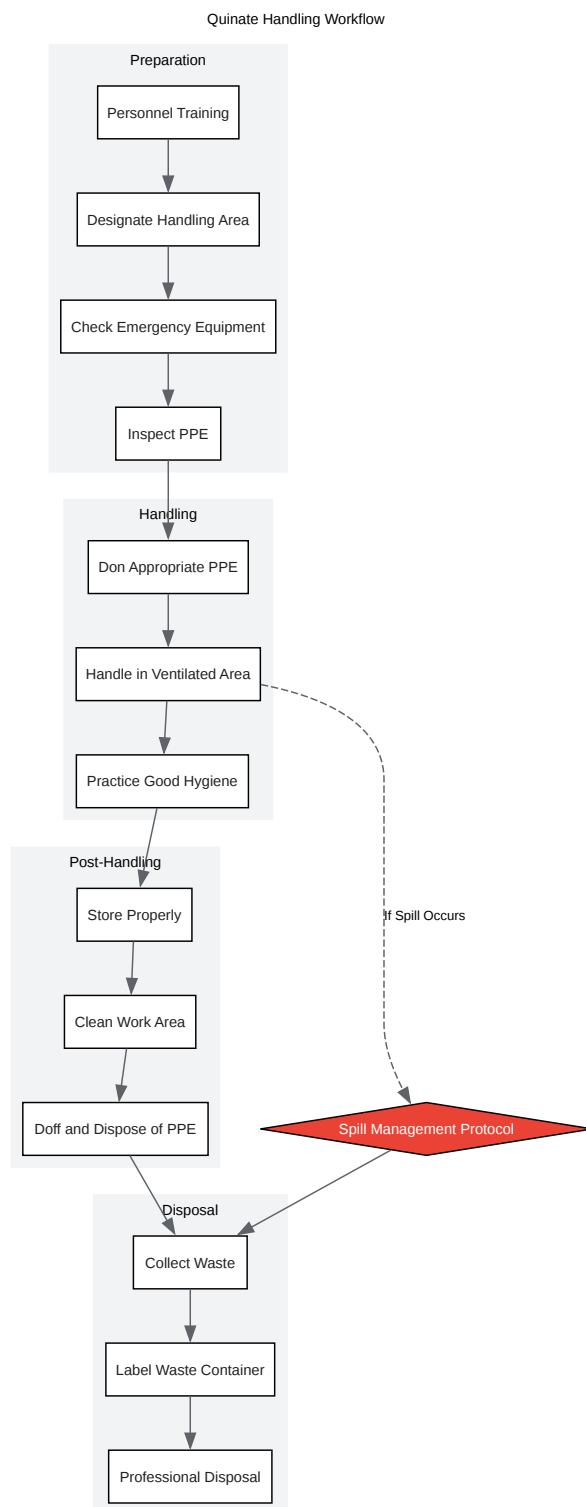 Quinate Handling Workflow
Preparation
Personnel Training
Designate Handling Area
Check Emergency Equipment
Inspect PPE
Handling
Don Appropriate PPE
Handle in Ventilated Area
Practice Good Hygiene
Post-Handling
Store Properly
If Spill Occurs
Clean Work Area
Doff and Dispose of PPE
Spill Management Protocol
Disposal
Collect Waste
Label Waste Container
Professional Disposal